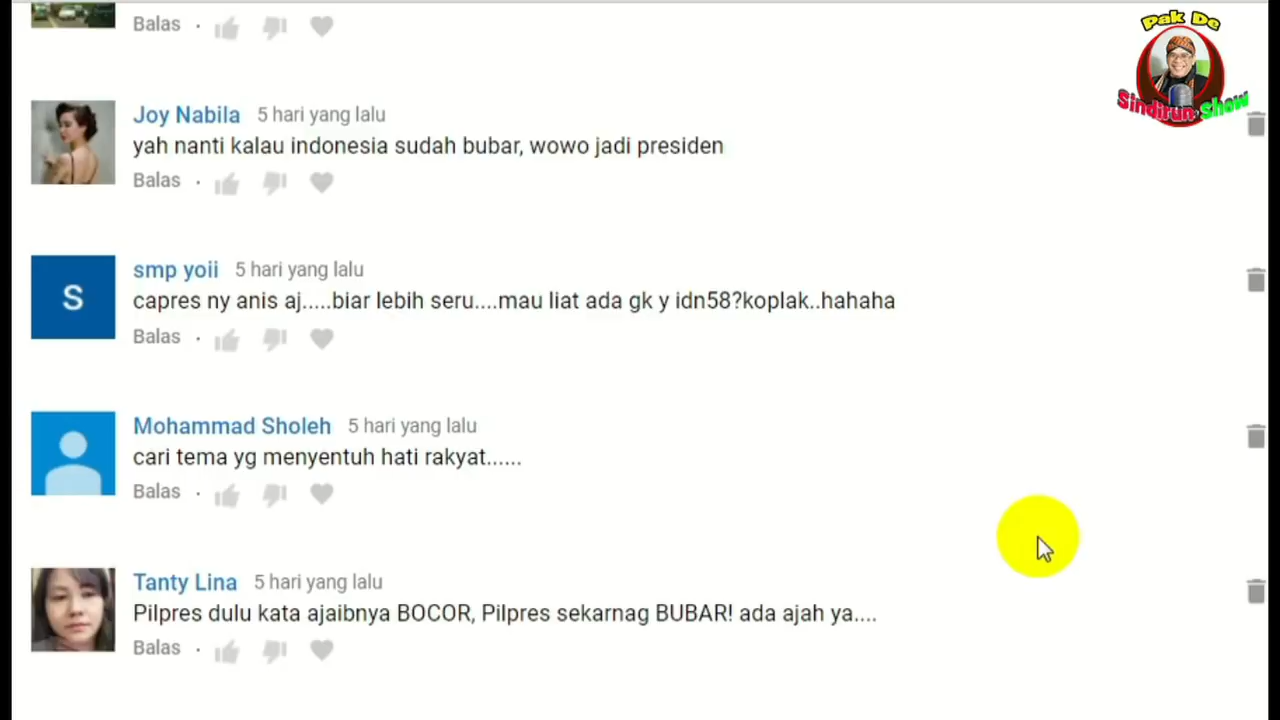 Balas
Pak De
Sindirun Show
Joy Nabila 5 hari yang lalu
yah nanti kalau indonesia sudah bubar, wowo jadi presiden
Balas
S
smp yoii 5 hari yang lalu
capres ny anis aj.....biar lebih seru....mau liat ada gk y idn58?koplak..hahaha
Balas
Mohammad Sholeh 5 hari yang lalu
cari tema yg menyentuh hati rakyat......
Balas
Tanty Lina 5 hari yang lalu
Pilpres dulu kata ajaibnya BOCOR, Pilpres sekarnag BUBAR! ada ajah ya....
Balas